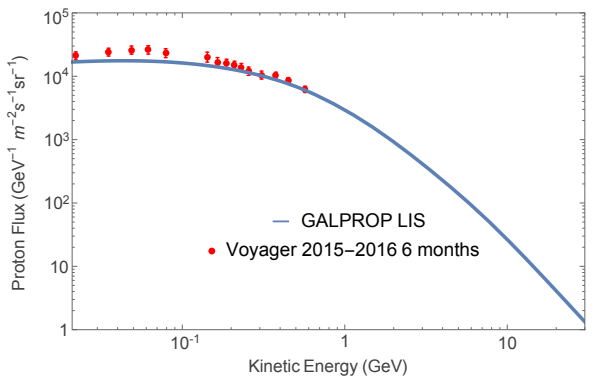 10⁵
10⁴
10³
10²
10
1
Proton Flux (GeV⁻¹ m⁻²s⁻¹sr⁻¹)
GALPROP LIS
Voyager 2015−2016 6 months
10⁻¹ 1 10
Kinetic Energy (GeV)